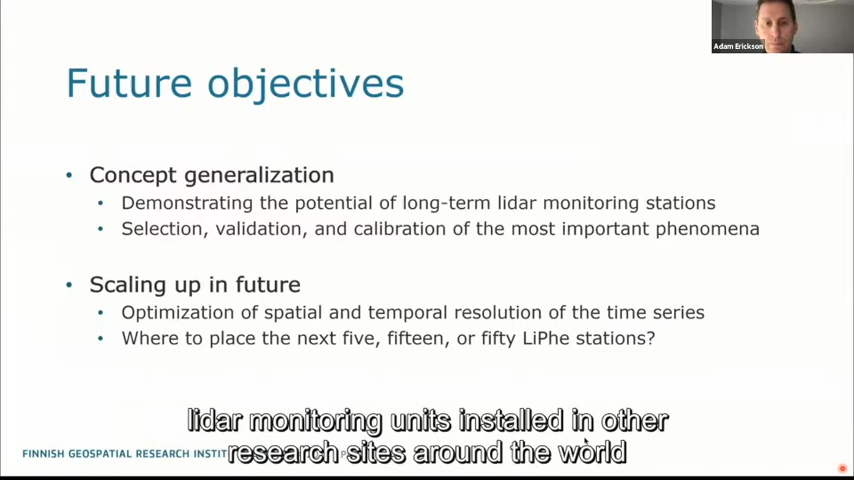 Adam Erickson
Future objectives
• Concept generalization
• Demonstrating the potential of long-term lidar monitoring stations
• Selection, validation, and calibration of the most important phenomena
• Scaling up in future
• Optimization of spatial and temporal resolution of the time series
• Where to place the next five, fifteen, or fifty LiPhe stations?
lidar monitoring units installed in other
research sites around the world
FINNISH GEOSPATIAL RESEARCH